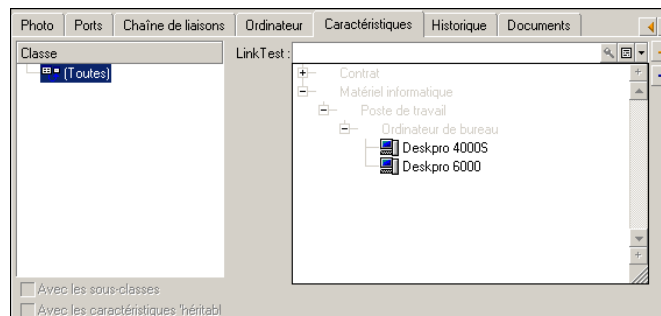 Photo Ports Chaîne de liaisons Ordinateur Caractéristiques Historique Documents
Classe
(Toutes)
LinkTest :
Contrat
Matériel informatique
Poste de travail
Ordinateur de bureau
Deskpro 4000S
Deskpro 6000
Avec les sous-classes
Avec les caractéristiques 'héritabl